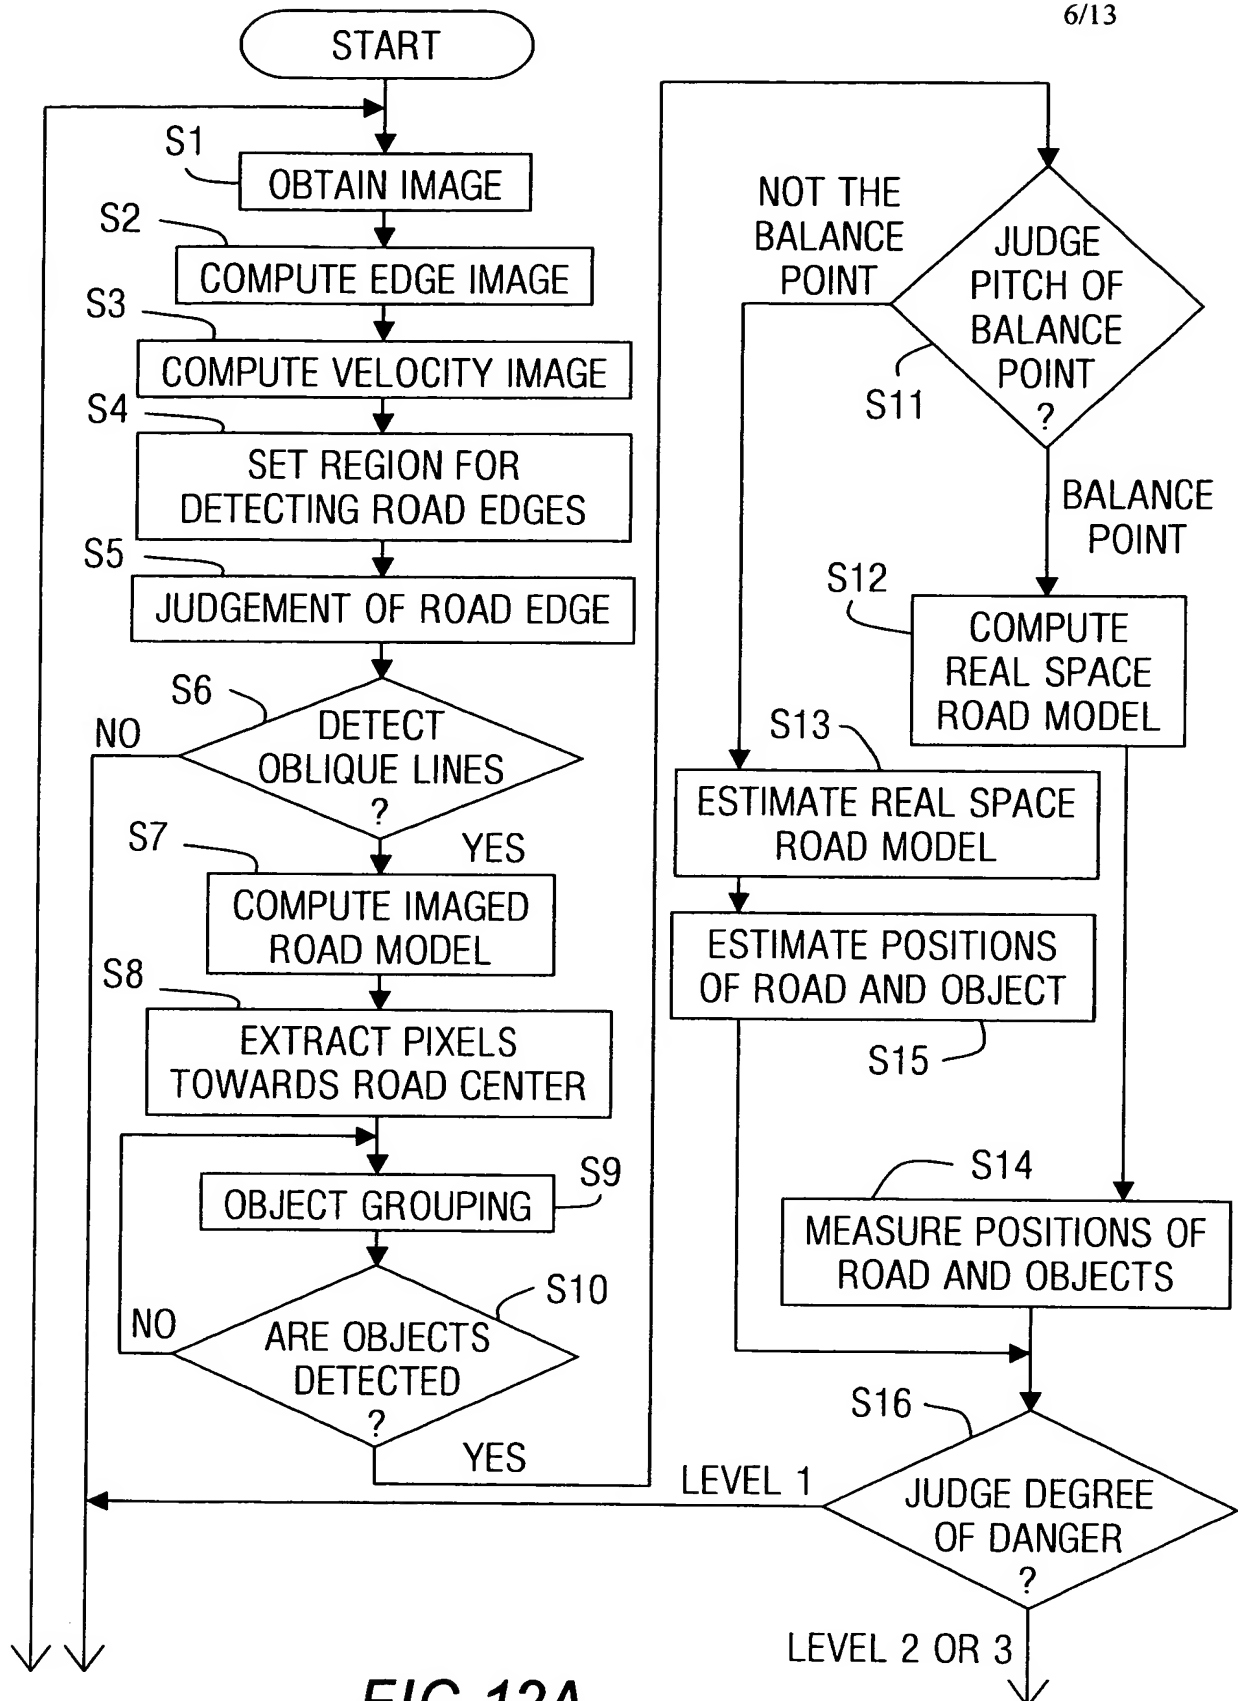 6/13
START
S1
OBTAIN IMAGE
S2
COMPUTE EDGE IMAGE
S3
COMPUTE VELOCITY IMAGE
S4
SET REGION FOR
DETECTING ROAD EDGES
S5
JUDGEMENT OF ROAD EDGE
S6
NO
DETECT
OBLIQUE LINES
?
S7
YES
COMPUTE IMAGED
ROAD MODEL
S8
EXTRACT PIXELS
TOWARDS ROAD CENTER
S9
OBJECT GROUPING
S10
NO
ARE OBJECTS
DETECTED
?
YES
NOT THE
BALANCE
POINT
JUDGE
PITCH OF
BALANCE
POINT
?
S11
BALANCE
POINT
S12
COMPUTE
REAL SPACE
ROAD MODEL
S13
ESTIMATE REAL SPACE
ROAD MODEL
ESTIMATE POSITIONS
OF ROAD AND OBJECT
S15
S14
MEASURE POSITIONS OF
ROAD AND OBJECTS
S16
LEVEL 1
JUDGE DEGREE
OF DANGER
?
LEVEL 2 OR 3
FIG. 12A